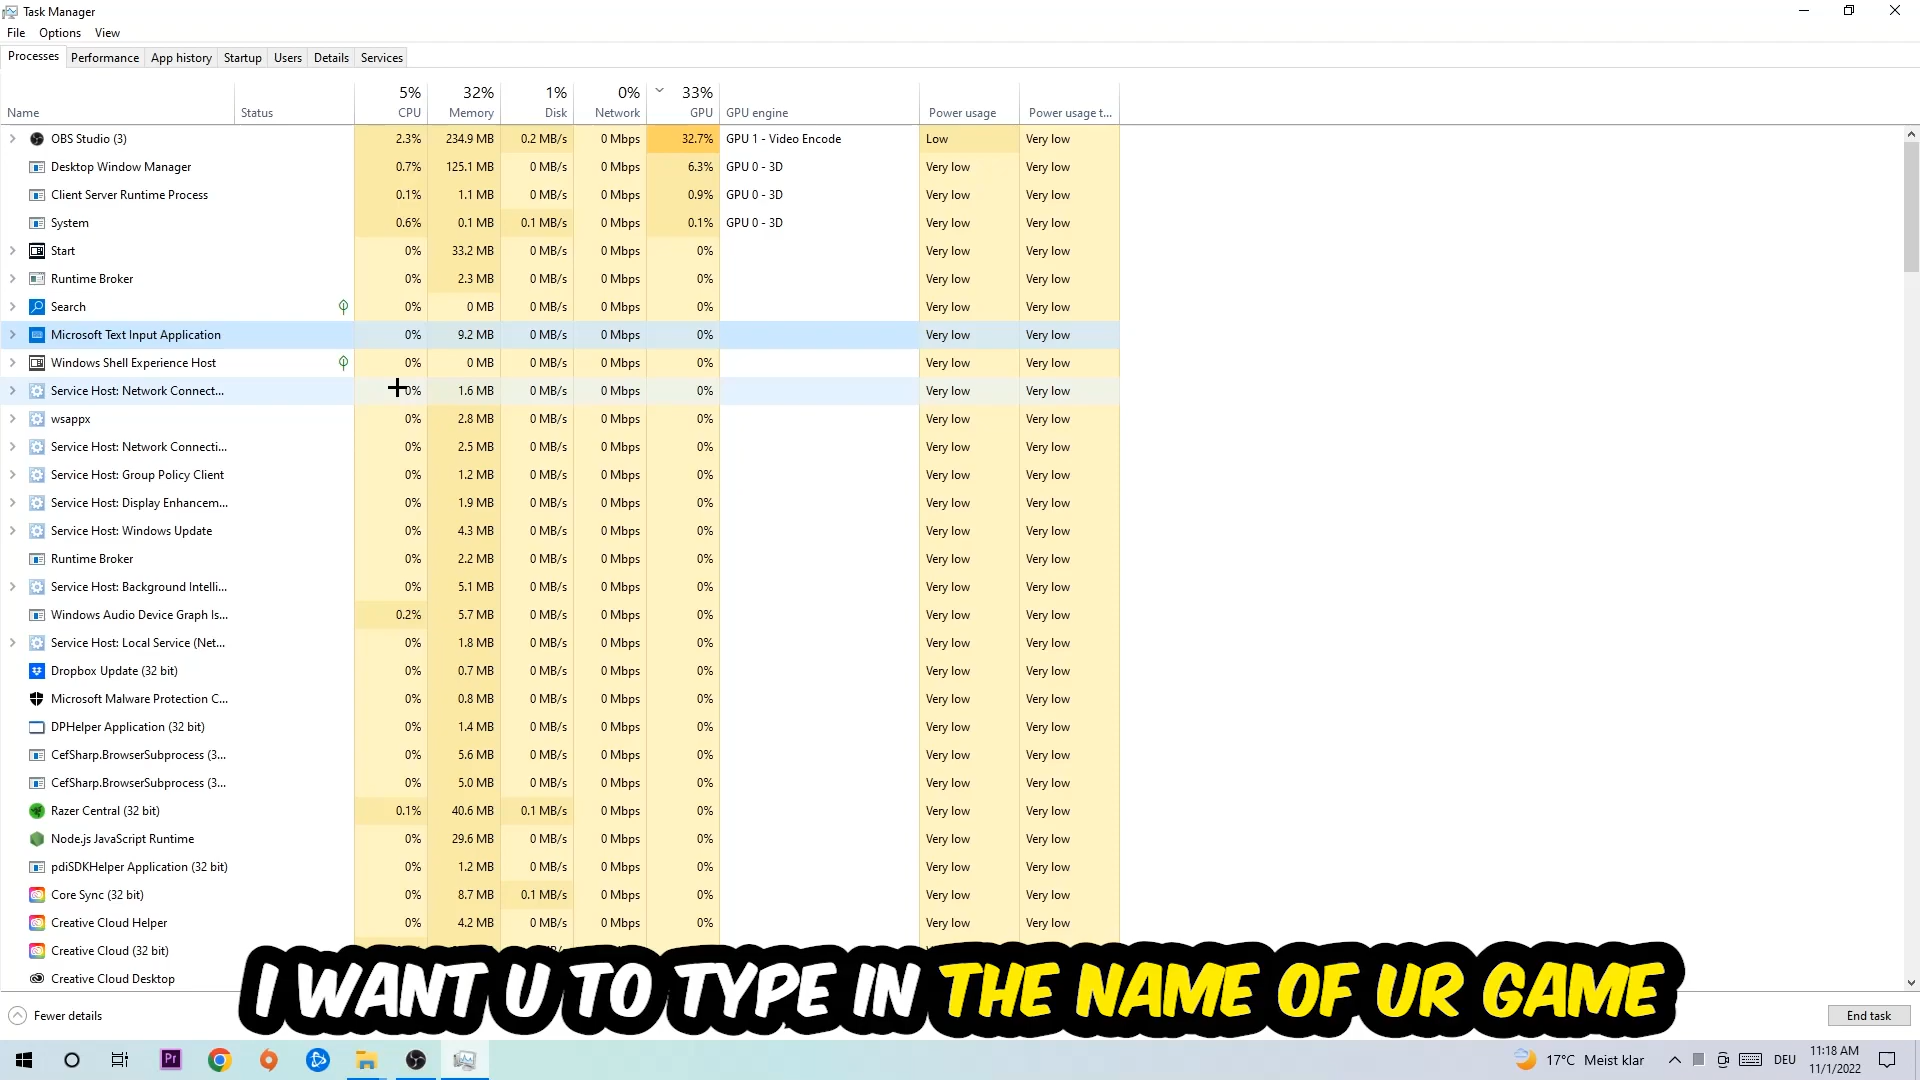 Task Manager
File Options View
Processes Performance App history Startup Users Details Services
5% 32% 1% 0% 33%
Name Status CPU Memory Disk Network GPU GPU engine Power usage Power usage t...
OBS Studio (3) 2.3% 234.9 MB 0.2 MB/s 0 Mbps 32.7% GPU 1 - Video Encode Low Very low
Desktop Window Manager 0.7% 125.1 MB 0 MB/s 0 Mbps 6.3% GPU 0 - 3D Very low Very low
Client Server Runtime Process 0.1% 1.1 MB 0 MB/s 0 Mbps 0.9% GPU 0 - 3D Very low Very low
System 0.6% 0.1 MB 0.1 MB/s 0 Mbps 0.1% GPU 0 - 3D Very low Very low
Start 0% 33.2 MB 0 MB/s 0 Mbps 0% Very low Very low
Runtime Broker 0% 2.3 MB 0 MB/s 0 Mbps 0% Very low Very low
Search 0% 0 MB 0 MB/s 0 Mbps 0% Very low Very low
Microsoft Text Input Application 0% 9.2 MB 0 MB/s 0 Mbps 0% Very low Very low
Windows Shell Experience Host 0% 0 MB 0 MB/s 0 Mbps 0% Very low Very low
Service Host: Network Connect... 0% 1.6 MB 0 MB/s 0 Mbps 0% Very low Very low
wsappx 0% 2.8 MB 0 MB/s 0 Mbps 0% Very low Very low
Service Host: Network Connecti... 0% 2.5 MB 0 MB/s 0 Mbps 0% Very low Very low
Service Host: Group Policy Client 0% 1.2 MB 0 MB/s 0 Mbps 0% Very low Very low
Service Host: Display Enhancem... 0% 1.9 MB 0 MB/s 0 Mbps 0% Very low Very low
Service Host: Windows Update 0% 4.3 MB 0 MB/s 0 Mbps 0% Very low Very low
Runtime Broker 0% 2.2 MB 0 MB/s 0 Mbps 0% Very low Very low
Service Host: Background Intelli... 0% 5.1 MB 0 MB/s 0 Mbps 0% Very low Very low
Windows Audio Device Graph Is... 0.2% 5.7 MB 0 MB/s 0 Mbps 0% Very low Very low
Service Host: Local Service (Net... 0% 1.8 MB 0 MB/s 0 Mbps 0% Very low Very low
Dropbox Update (32 bit) 0% 0.7 MB 0 MB/s 0 Mbps 0% Very low Very low
Microsoft Malware Protection C... 0% 0.8 MB 0 MB/s 0 Mbps 0% Very low Very low
DPHelper Application (32 bit) 0% 1.4 MB 0 MB/s 0 Mbps 0% Very low Very low
CefSharp.BrowserSubprocess (3... 0% 5.6 MB 0 MB/s 0 Mbps 0% Very low Very low
CefSharp.BrowserSubprocess (3... 0% 5.0 MB 0 MB/s 0 Mbps 0% Very low Very low
Razer Central (32 bit) 0.1% 40.6 MB 0.1 MB/s 0 Mbps 0% Very low Very low
Node.js JavaScript Runtime 0% 29.6 MB 0 MB/s 0 Mbps 0% Very low Very low
pdiSDKHelper Application (32 bit) 0% 1.2 MB 0 MB/s 0 Mbps 0% Very low Very low
Core Sync (32 bit) 0% 8.7 MB 0.1 MB/s 0 Mbps 0% Very low Very low
Creative Cloud Helper 0% 4.2 MB 0 MB/s 0 Mbps 0% Very low Very low
Creative Cloud (32 bit)
Creative Cloud Desktop
I WANT U TO TYPE IN THE NAME OF UR GAME
Fewer details End task
Pr 17°C Meist klar DEU 11:18 AM
11/1/2022